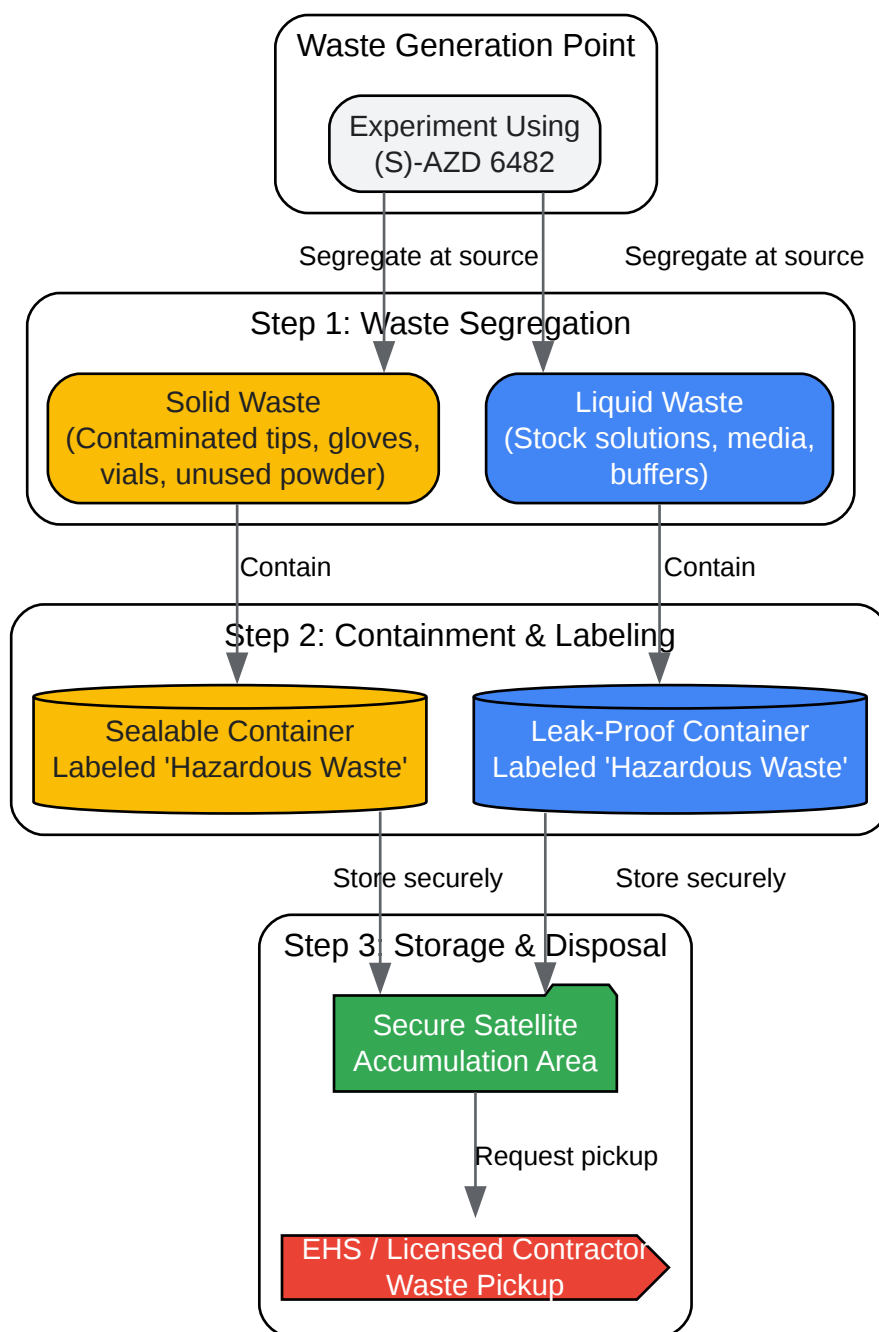 Waste Generation Point
Experiment Using
(S)-AZD 6482
Segregate at source
Segregate at source
Step 1: Waste Segregation
Solid Waste
(Contaminated tips, gloves,
vials, unused powder)
Liquid Waste
(Stock solutions, media,
buffers)
Contain
Contain
Step 2: Containment & Labeling
Sealable Container
Labeled 'Hazardous Waste'
Leak-Proof Container
Labeled 'Hazardous Waste'
Store securely
Store securely
Step 3: Storage & Disposal
Secure Satellite
Accumulation Area
Request pickup
EHS / Licensed Contractor
Waste Pickup